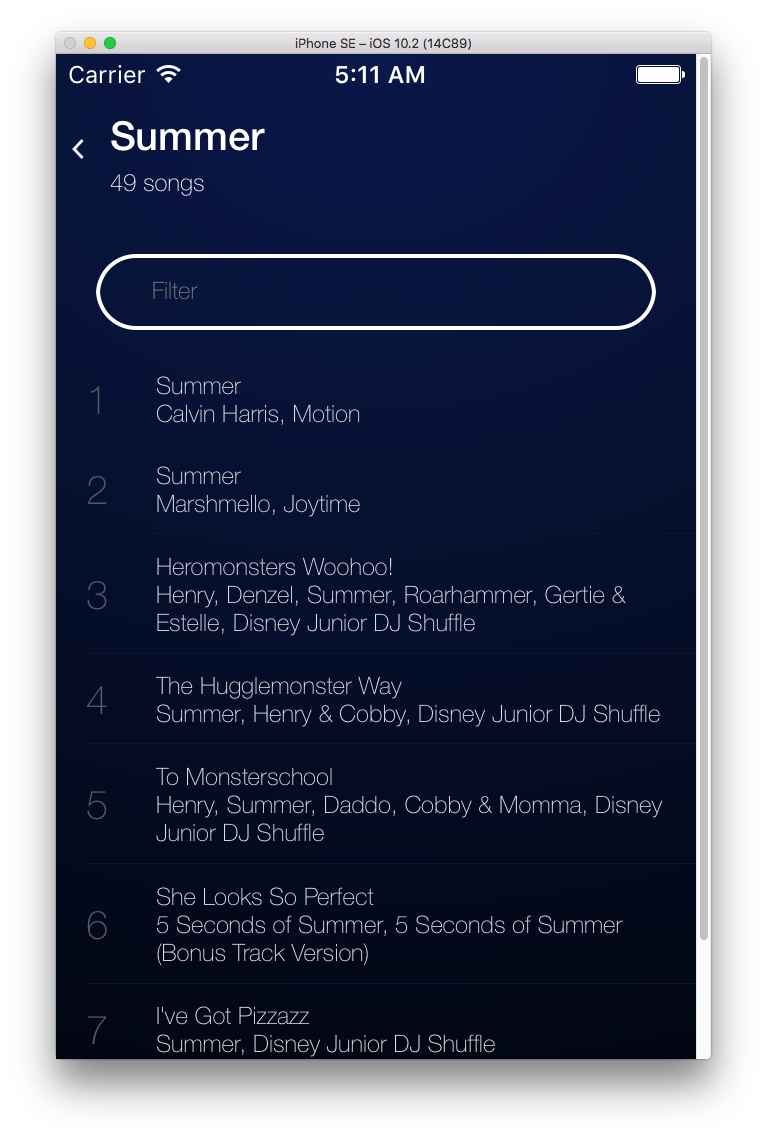 iPhone SE – iOS 10.2 (14C89)
Carrier 5:11 AM
Summer
49 songs
Filter
1
Summer
Calvin Harris, Motion
2
Summer
Marshmello, Joytime
3
Heromonsters Woohoo!
Henry, Denzel, Summer, Roarhammer, Gertie &
Estelle, Disney Junior DJ Shuffle
4
The Hugglemonster Way
Summer, Henry & Cobby, Disney Junior DJ Shuffle
5
To Monsterschool
Henry, Summer, Daddo, Cobby & Momma, Disney
Junior DJ Shuffle
6
She Looks So Perfect
5 Seconds of Summer, 5 Seconds of Summer
(Bonus Track Version)
7
I've Got Pizzazz
Summer, Disney Junior DJ Shuffle